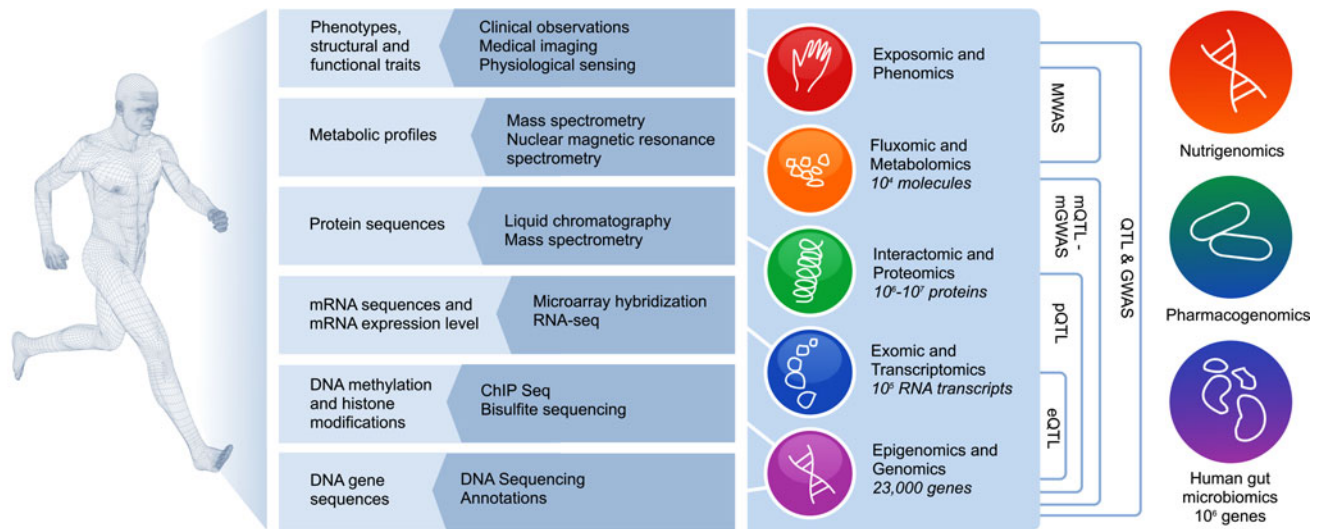 Phenotypes,
structural and
functional traits
Clinical observations
Medical imaging
Physiological sensing
Metabolic profiles
Mass spectrometry
Nuclear magnetic resonance
spectrometry
Protein sequences
Liquid chromatography
Mass spectrometry
mRNA sequences and
mRNA expression level
Microarray hybridization
RNA-seq
DNA methylation
and histone
modifications
ChIP Seq
Bisulfite sequencing
DNA gene
sequences
DNA Sequencing
Annotations
Exposomic and
Phenomics
Fluxomic and
Metabolomics
10⁴ molecules
Interactomic and
Proteomics
10⁶-10⁷ proteins
Exomic and
Transcriptomics
10⁵ RNA transcripts
Epigenomics and
Genomics
23,000 genes
MWAS
mQTL -
mGWAS
pQTL
eQTL
QTL & GWAS
Nutrigenomics
Pharmacogenomics
Human gut
microbiomics
10⁶ genes